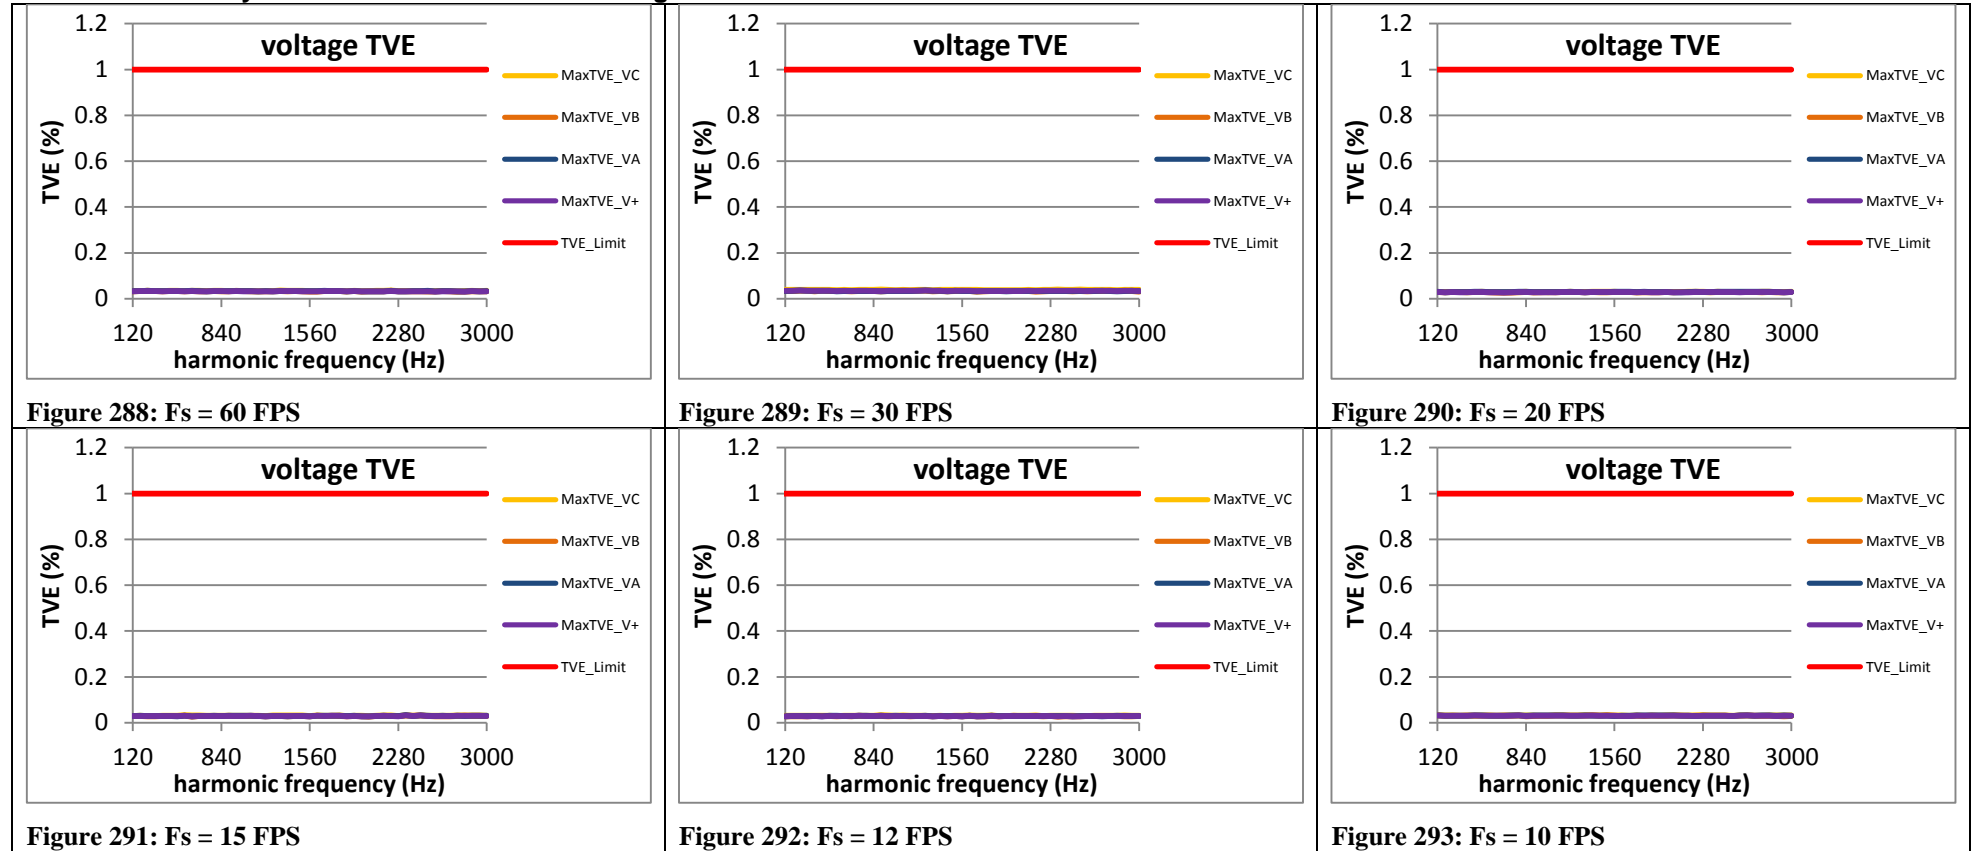 1.2
voltage TVE
1
0.8
0.6
0.4
0.2
0
TVE (%)
120 840 1560 2280 3000
harmonic frequency (Hz)
MaxTVE_VC
MaxTVE_VB
MaxTVE_VA
MaxTVE_V+
TVE_Limit
Figure 288: Fs = 60 FPS
1.2
voltage TVE
1
0.8
0.6
0.4
0.2
0
TVE (%)
120 840 1560 2280 3000
harmonic frequency (Hz)
MaxTVE_VC
MaxTVE_VB
MaxTVE_VA
MaxTVE_V+
TVE_Limit
Figure 289: Fs = 30 FPS
1.2
voltage TVE
1
0.8
0.6
0.4
0.2
0
TVE (%)
120 840 1560 2280 3000
harmonic frequency (Hz)
MaxTVE_VC
MaxTVE_VB
MaxTVE_VA
MaxTVE_V+
TVE_Limit
Figure 290: Fs = 20 FPS
1.2
voltage TVE
1
0.8
0.6
0.4
0.2
0
TVE (%)
120 840 1560 2280 3000
harmonic frequency (Hz)
MaxTVE_VC
MaxTVE_VB
MaxTVE_VA
MaxTVE_V+
TVE_Limit
Figure 291: Fs = 15 FPS
1.2
voltage TVE
1
0.8
0.6
0.4
0.2
0
TVE (%)
120 840 1560 2280 3000
harmonic frequency (Hz)
MaxTVE_VC
MaxTVE_VB
MaxTVE_VA
MaxTVE_V+
TVE_Limit
Figure 292: Fs = 12 FPS
1.2
voltage TVE
1
0.8
0.6
0.4
0.2
0
TVE (%)
120 840 1560 2280 3000
harmonic frequency (Hz)
MaxTVE_VC
MaxTVE_VB
MaxTVE_VA
MaxTVE_V+
TVE_Limit
Figure 293: Fs = 10 FPS